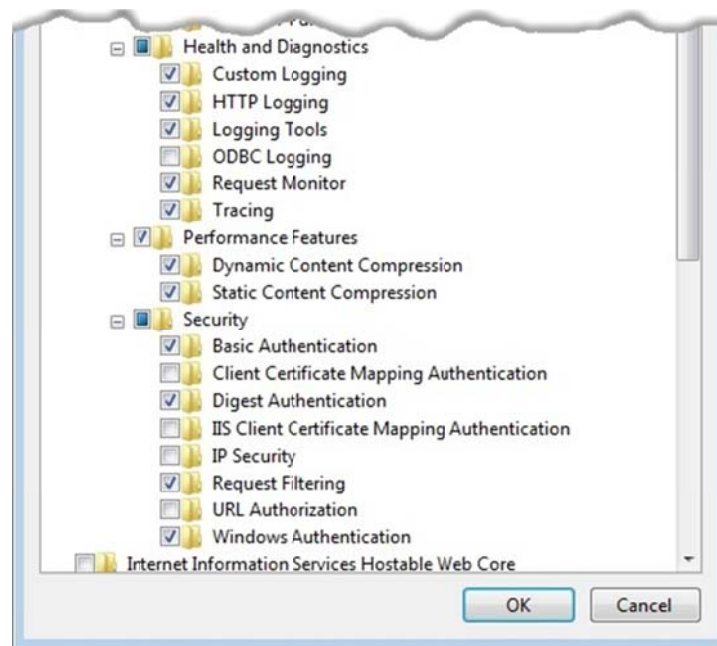 Health and Diagnostics
Custom Logging
HTTP Logging
Logging Tools
ODBC Logging
Request Monitor
Tracing
Performance Features
Dynamic Content Compression
Static Content Compression
Security
Basic Authentication
Client Certificate Mapping Authentication
Digest Authentication
IIS Client Certificate Mapping Authentication
IP Security
Request Filtering
URL Authorization
Windows Authentication
Internet Information Services Hostable Web Core
OK Cancel